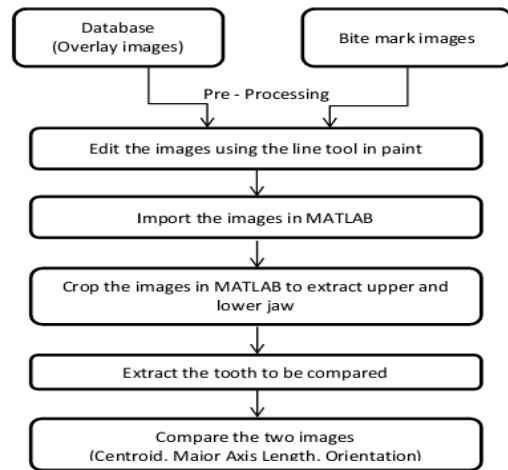 Database
(Overlay images)
Bite mark images
Pre - Processing
Edit the images using the line tool in paint
Import the images in MATLAB
Crop the images in MATLAB to extract upper and
lower jaw
Extract the tooth to be compared
Compare the two images
(Centroid, Major Axis Length, Orientation)